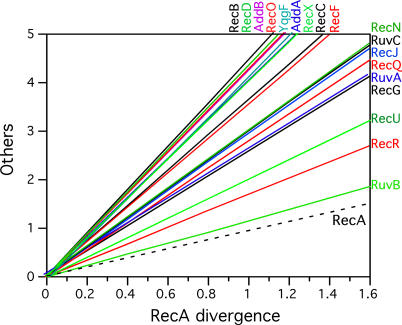 RecB
RecD
AddB
RecO
YqgF
AddA
RecX
RecC
RecF
5
4
3
2
1
0
Others
RecN
RuvC
RecJ
RecQ
RuvA
RecG
RecU
RecR
RuvB
RecA
0 0.2 0.4 0.6 0.8 1 1.2 1.4 1.6
RecA divergence